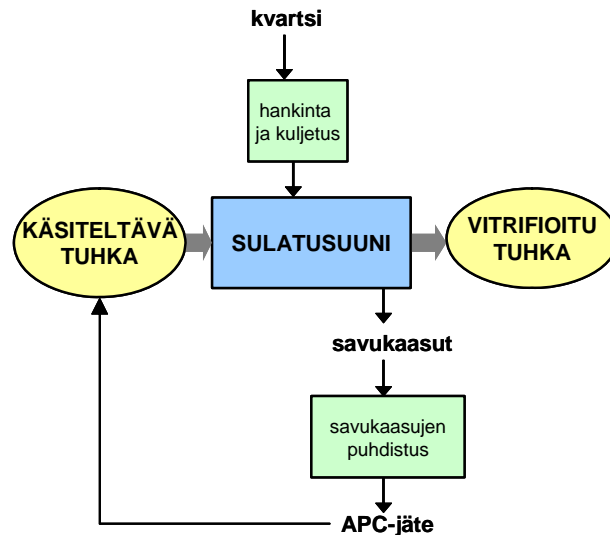 kvartsi
hankinta
ja kuljetus
KÄSITELTÄVÄ
TUHKA
SULATUSUUNI
VITRIFIOITU
TUHKA
savukaasut
savukaasujen
puhdistus
APC-jäte